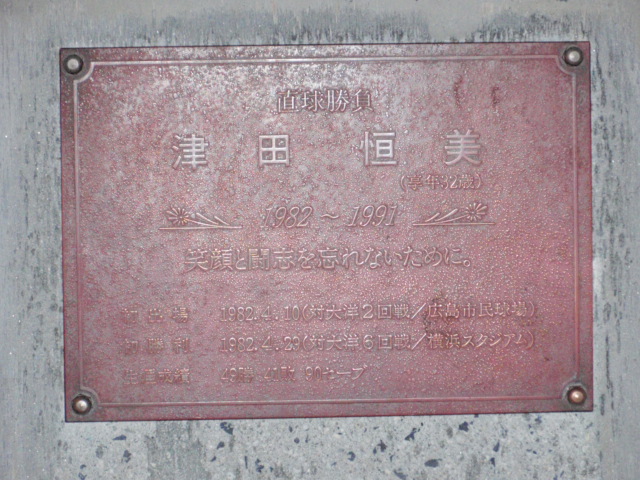 直球勝負
津田恒美
(享年32歳)
1982～1991
笑顔と闘志を忘れないために。
初登場 1982.4.10(対大洋2回戦/広島市民球場)
初勝利 1982.4.29(対大洋6回戦/横浜スタジアム)
生涯成績 49勝 41敗 90セーブ